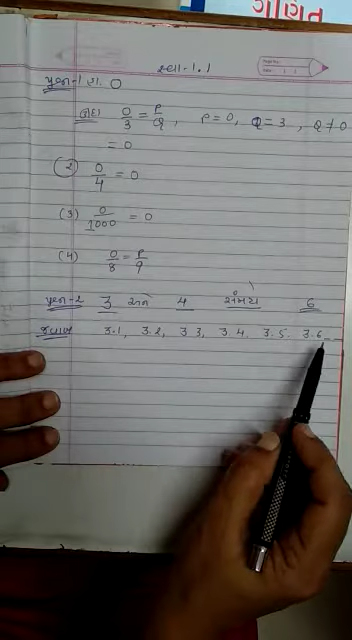 ગણિત
સ્વા-1.1
પ્રશ્ન-1 શું. 0
0/3 = P/Q, P=0, Q=3, Q≠0
= 0
(2) 0/4 = 0
(3) 0/1000 = 0
(4) 0/8 = P/q
પ્રશ્ન-2 3 અને 4 સંમેય 6
જવાબ 3.1, 3.2, 3.3, 3.4, 3.5. 3.6